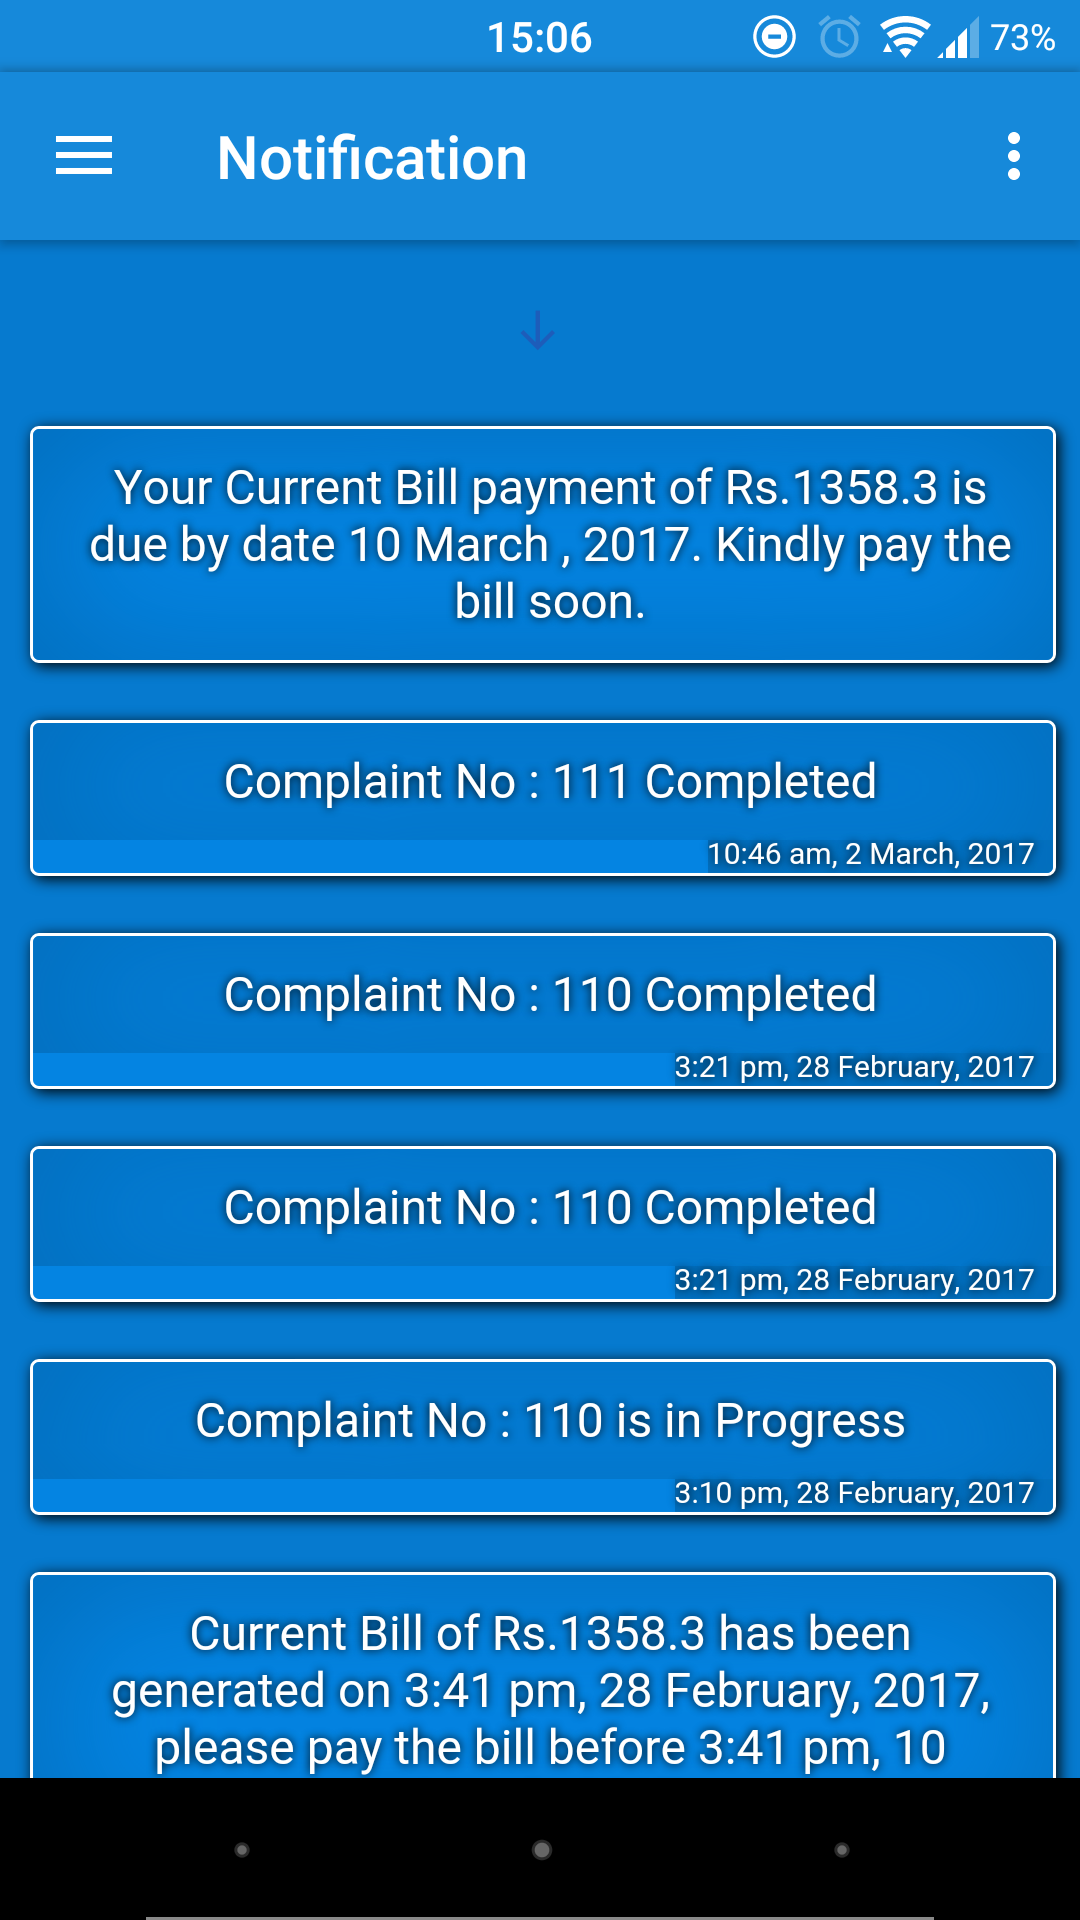 15:06 73%
Notification
Your Current Bill payment of Rs.1358.3 is
due by date 10 March , 2017. Kindly pay the
bill soon.
Complaint No : 111 Completed
10:46 am, 2 March, 2017
Complaint No : 110 Completed
3:21 pm, 28 February, 2017
Complaint No : 110 Completed
3:21 pm, 28 February, 2017
Complaint No : 110 is in Progress
3:10 pm, 28 February, 2017
Current Bill of Rs.1358.3 has been
generated on 3:41 pm, 28 February, 2017,
please pay the bill before 3:41 pm, 10